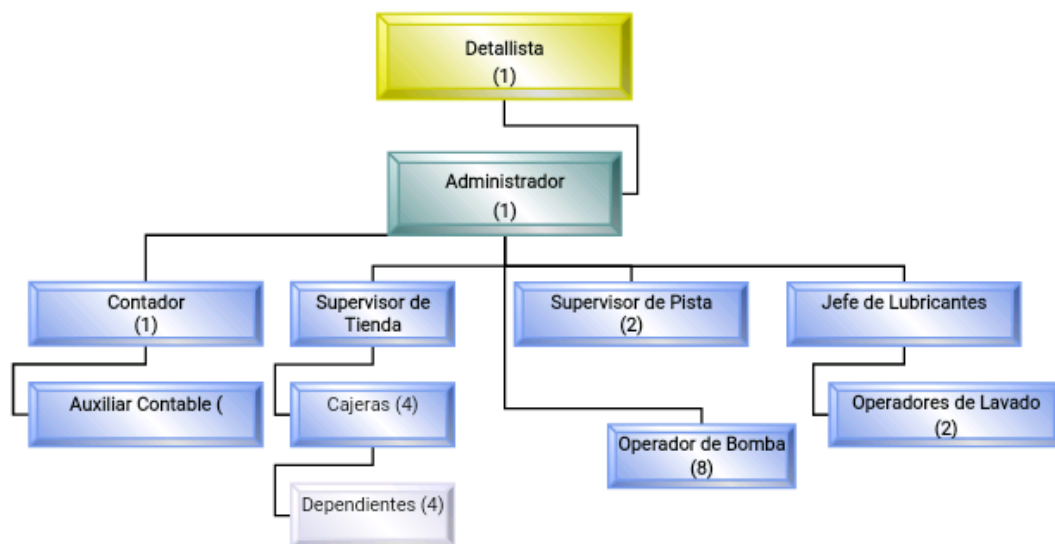 Detallista
(1)
Administrador
(1)
Contador
(1)
Supervisor de
Tienda
Supervisor de Pista
(2)
Jefe de Lubricantes
Auxiliar Contable (
Cajeras (4)
Operadores de Lavado
(2)
Operador de Bomba
(8)
Dependientes (4)